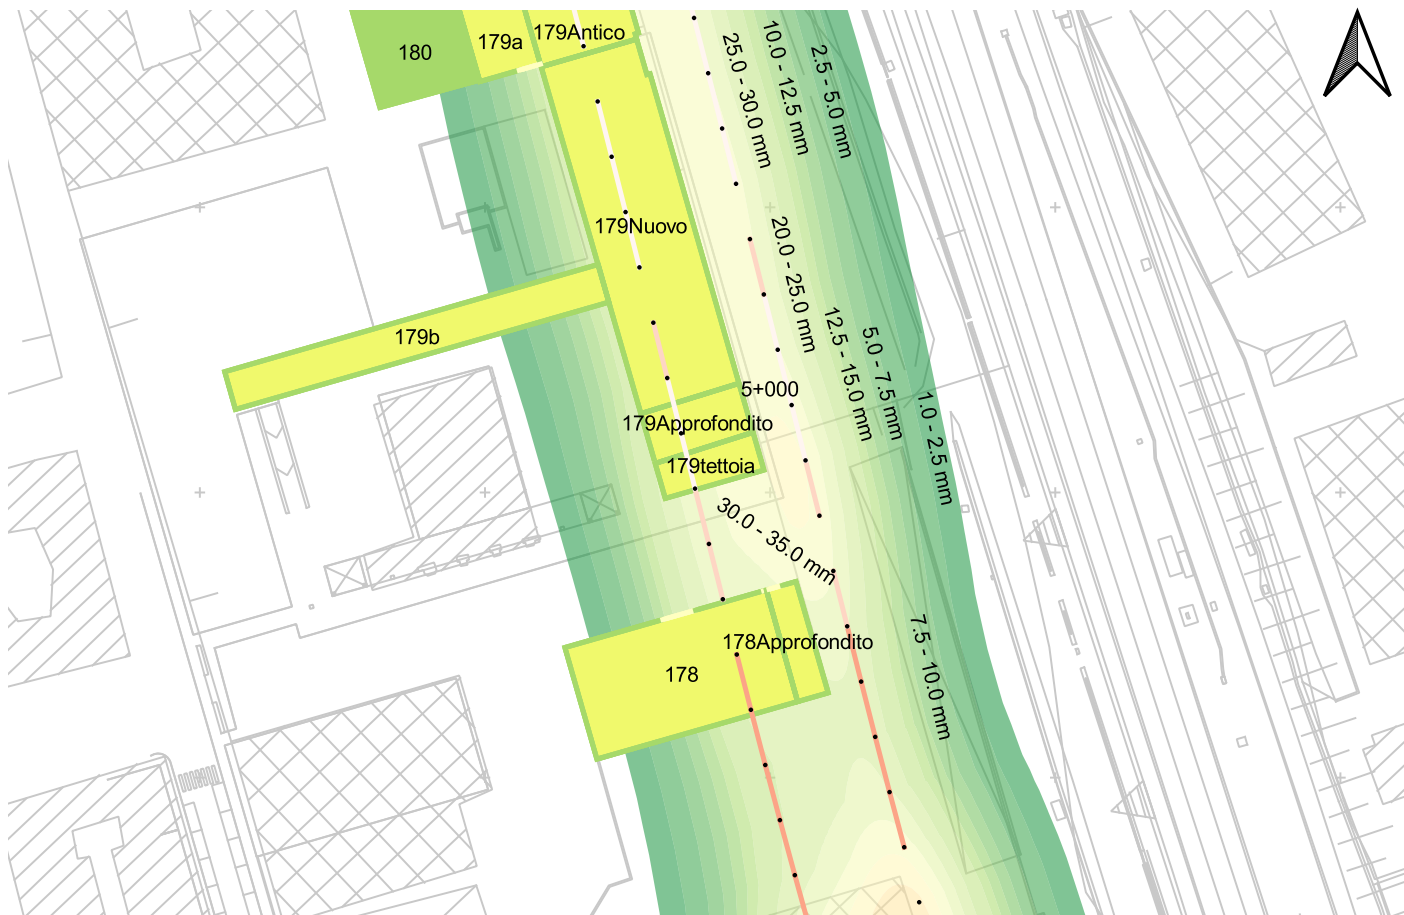 180
179a
179Antico
25.0 - 30.0 mm
10.0 - 12.5 mm
2.5 - 5.0 mm
179Nuovo
20.0 - 25.0 mm
179b
12.5 - 15.0 mm
5.0 - 7.5 mm
5+000
1.0 - 2.5 mm
179Approfondito
179tettoia
30.0 - 35.0 mm
178Approfondito
178
7.5 - 10.0 mm